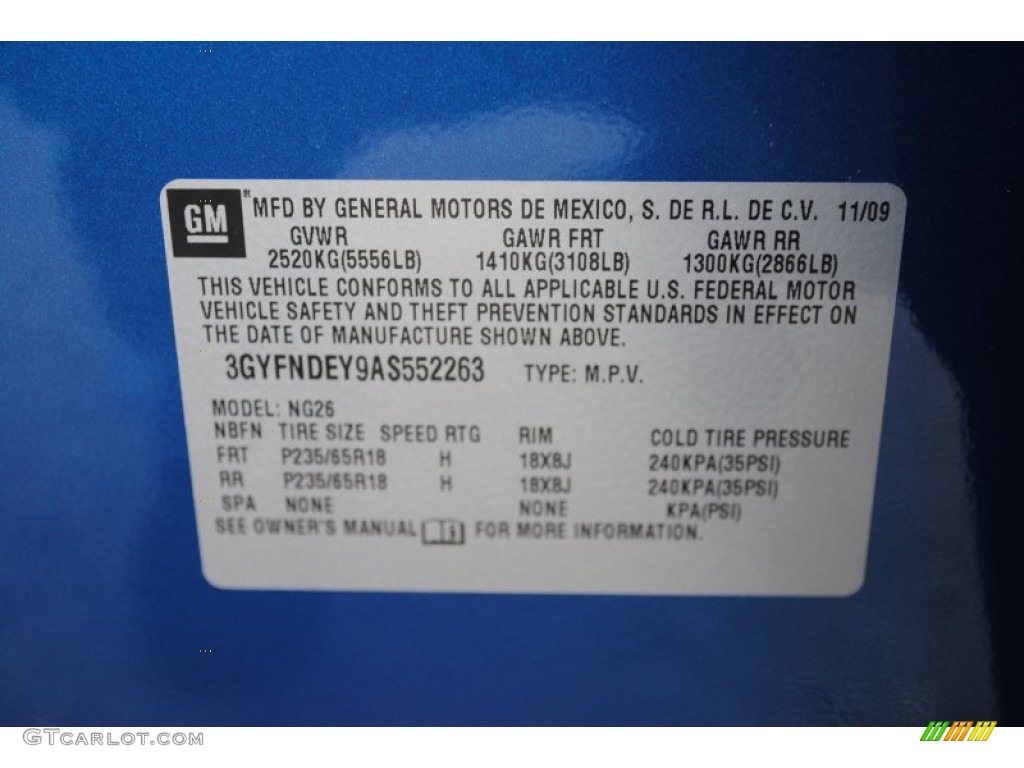 GM® MFD BY GENERAL MOTORS DE MEXICO, S. DE R.L. DE C.V. 11/09
GVWR GAWR FRT GAWR RR
2520KG(5556LB) 1410KG(3108LB) 1300KG(2866LB)
THIS VEHICLE CONFORMS TO ALL APPLICABLE U.S. FEDERAL MOTOR
VEHICLE SAFETY AND THEFT PREVENTION STANDARDS IN EFFECT ON
THE DATE OF MANUFACTURE SHOWN ABOVE.
3GYFNDEY9AS552263 TYPE: M.P.V.
MODEL: NG26
NBFN TIRE SIZE SPEED RTG RIM COLD TIRE PRESSURE
FRT P235/65R18 H 18X8J 240KPA(35PSI)
RR P235/65R18 H 18X8J 240KPA(35PSI)
SPA NONE NONE KPA(PSI)
SEE OWNER'S MANUAL FOR MORE INFORMATION.
GTCARLOT.COM